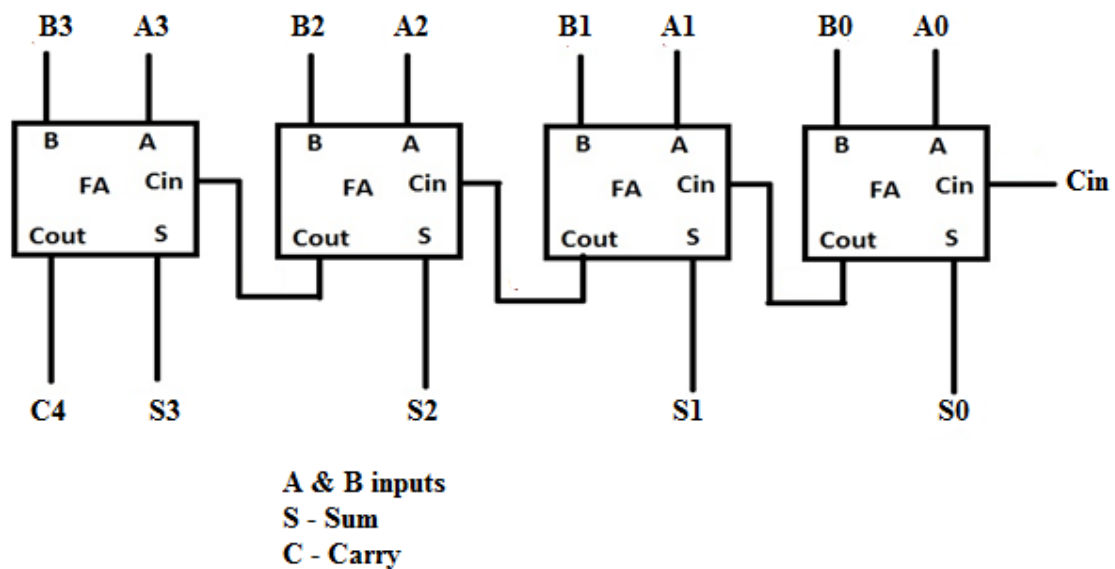 B3 A3 B2 A2 B1 A1 B0 A0
B A B A B A B A
FA Cin FA Cin FA Cin FA Cin Cin
Cout S Cout S Cout S Cout S
C4 S3 S2 S1 S0
A & B inputs
S - Sum
C - Carry